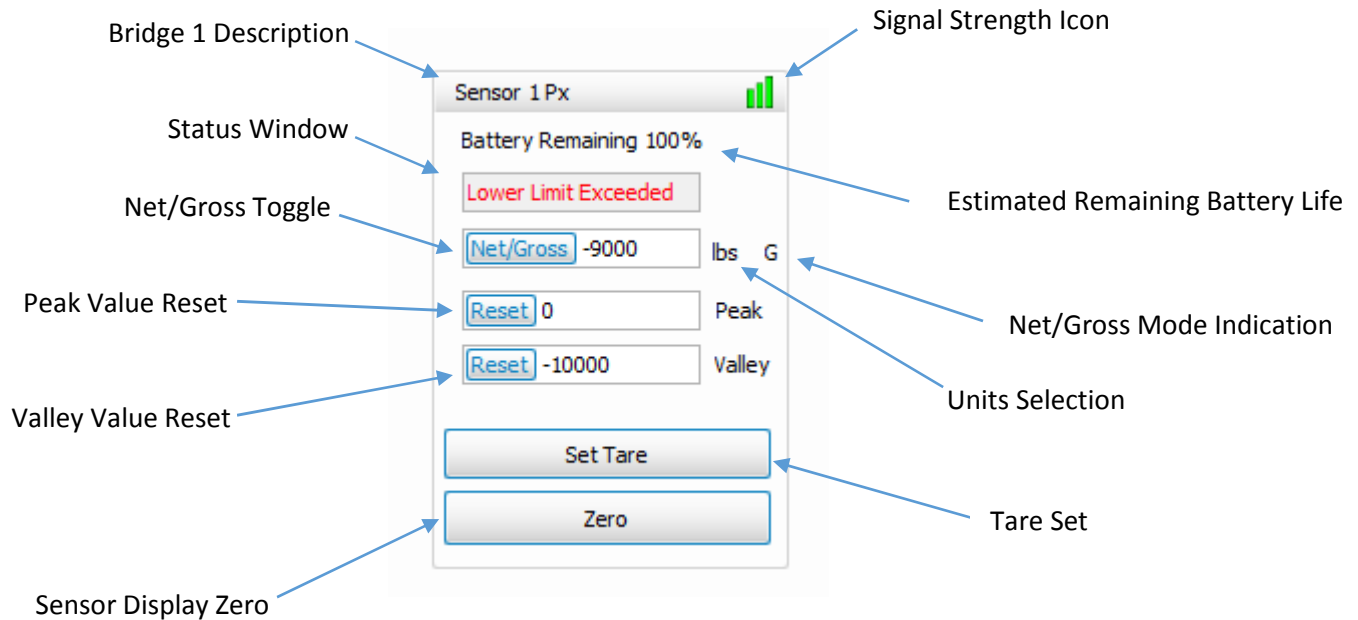 Signal Strength Icon
Bridge 1 Description
Sensor 1 Px
Status Window
Battery Remaining 100%
Lower Limit Exceeded
Estimated Remaining Battery Life
Net/Gross Toggle
Net/Gross -9000 lbs G
Peak Value Reset
Reset 0 Peak
Net/Gross Mode Indication
Reset -10000 Valley
Units Selection
Valley Value Reset
Set Tare
Zero
Tare Set
Sensor Display Zero